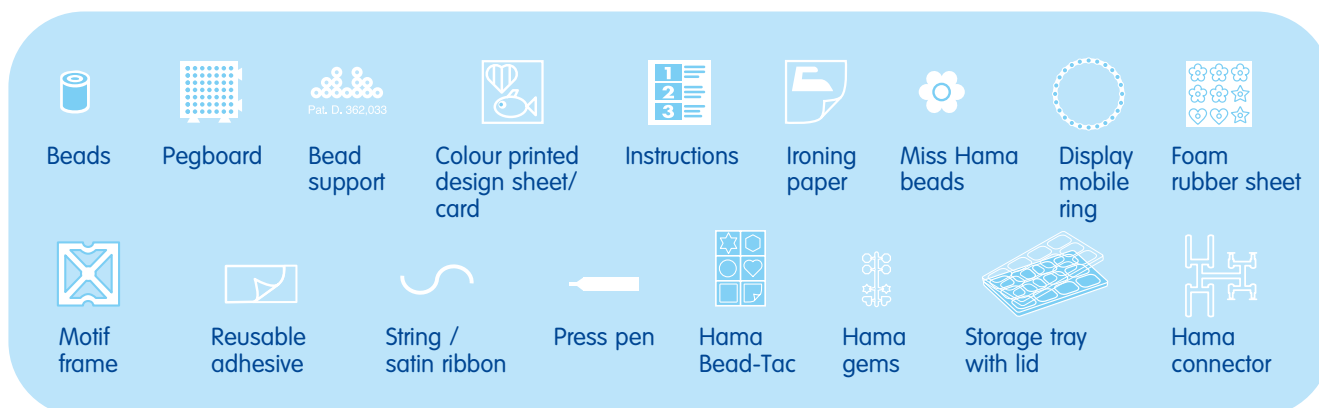 1
2
3
Pat. D. 362,033
Beads
Pegboard
Bead
support
Colour printed
design sheet/
card
Instructions
Ironing
paper
Miss Hama
beads
Display
mobile
ring
Foam
rubber sheet
Motif
frame
Reusable
adhesive
String /
satin ribbon
Press pen
Hama
Bead-Tac
Hama
gems
Storage tray
with lid
Hama
connector